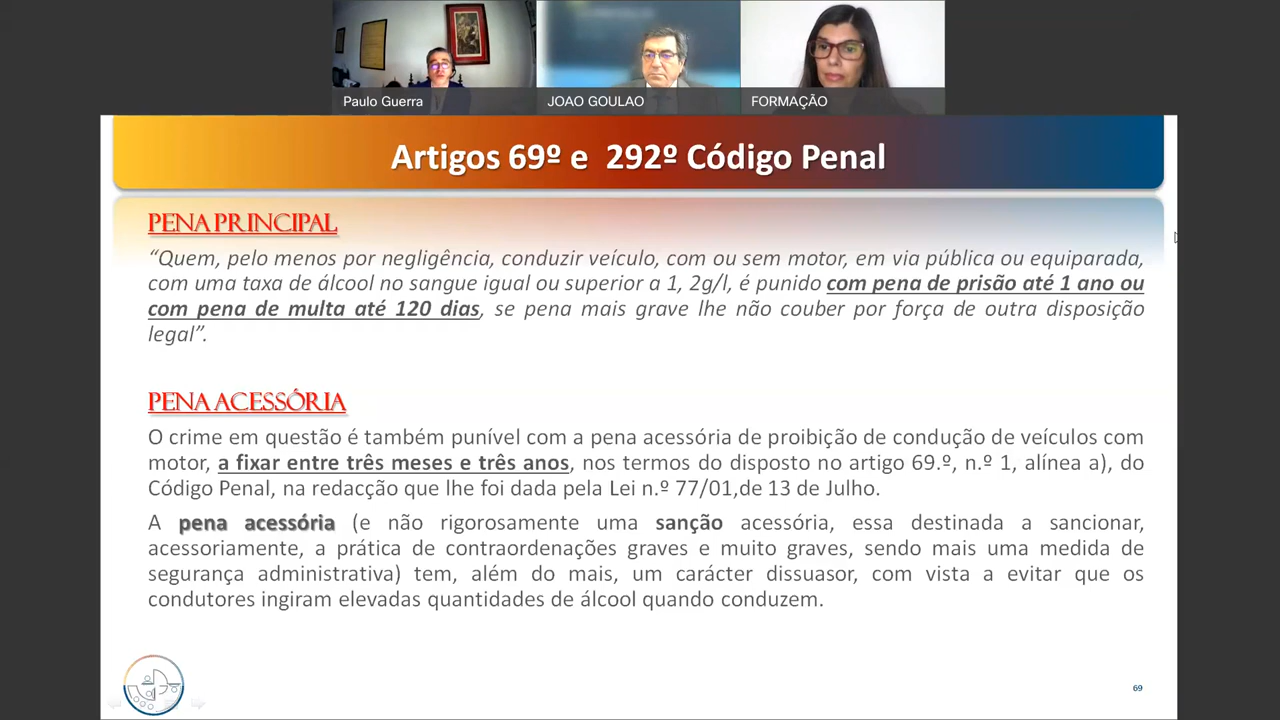 Paulo Guerra
JOAO GOULAO
FORMAÇÃO
Artigos 69º e 292º Código Penal
PENA PRINCIPAL
“Quem, pelo menos por negligência, conduzir veículo, com ou sem motor, em via pública ou equiparada,
com uma taxa de álcool no sangue igual ou superior a 1, 2g/l, é punido com pena de prisão até 1 ano ou
com pena de multa até 120 dias, se pena mais grave lhe não couber por força de outra disposição
legal”.
PENA ACESSÓRIA
O crime em questão é também punível com a pena acessória de proibição de condução de veículos com
motor, a fixar entre três meses e três anos, nos termos do disposto no artigo 69.º, n.º 1, alínea a), do
Código Penal, na redacção que lhe foi dada pela Lei n.º 77/01,de 13 de Julho.
A pena acessória (e não rigorosamente uma sanção acessória, essa destinada a sancionar,
acessoriamente, a prática de contraordenações graves e muito graves, sendo mais uma medida de
segurança administrativa) tem, além do mais, um carácter dissuasor, com vista a evitar que os
condutores ingiram elevadas quantidades de álcool quando conduzem.
69